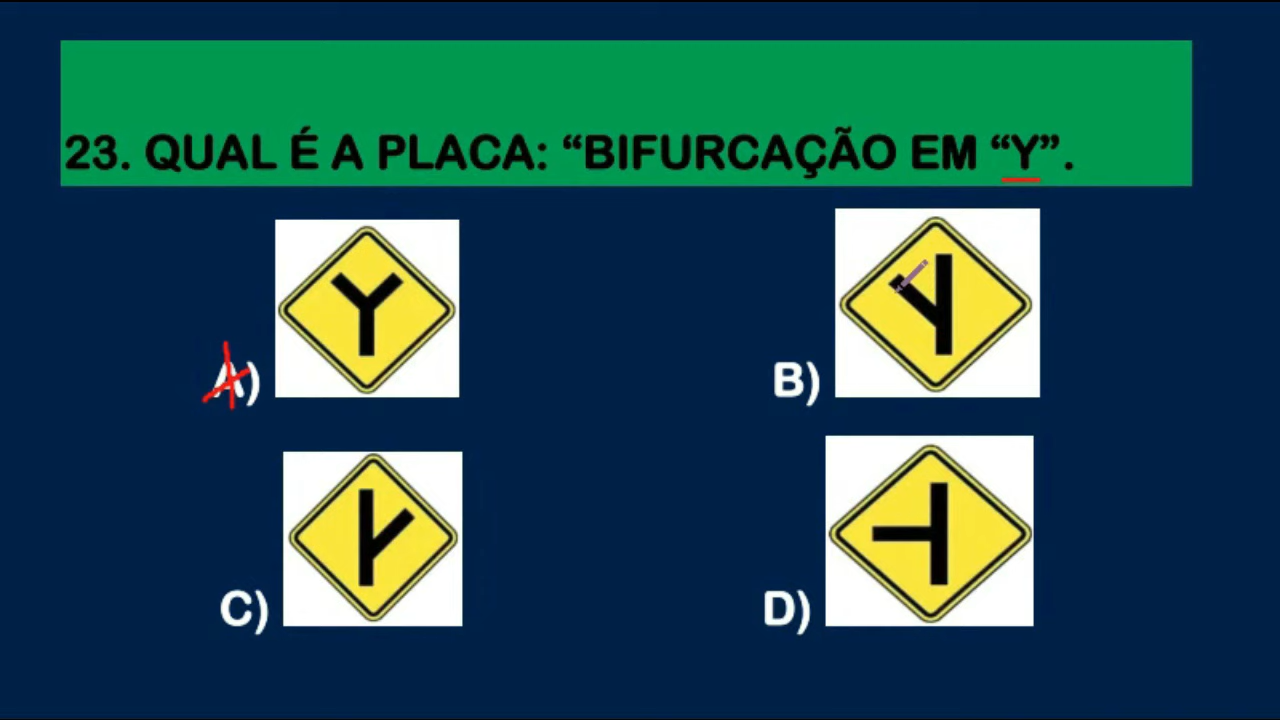 23. QUAL É A PLACA: “BIFURCAÇÃO EM “Y”.
A)
B)
C)
D)